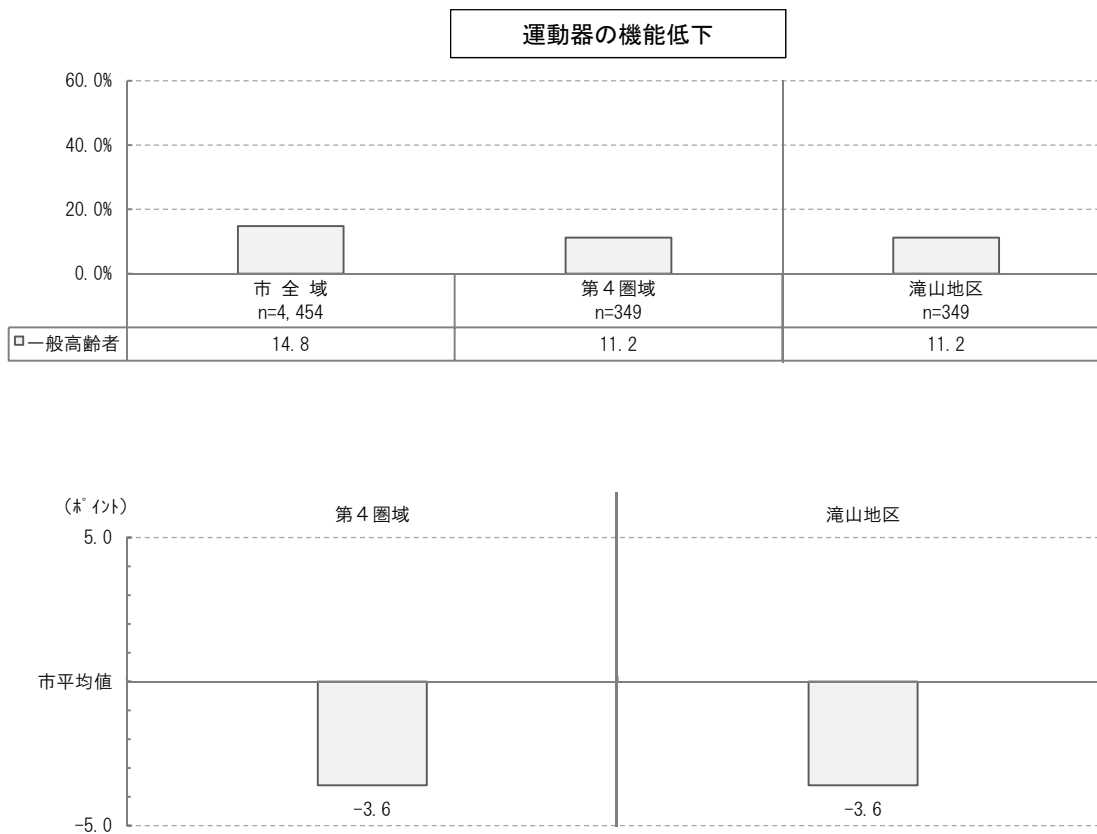 運動器の機能低下
60.0%
40.0%
20.0%
0.0%
市 全 域 第４圏域 滝山地区
n=4,454 n=349 n=349
□一般高齢者 14.8 11.2 11.2
(ﾎﾟｲﾝﾄ)
第４圏域 滝山地区
5.0
市平均値
-3.6 -3.6
-5.0